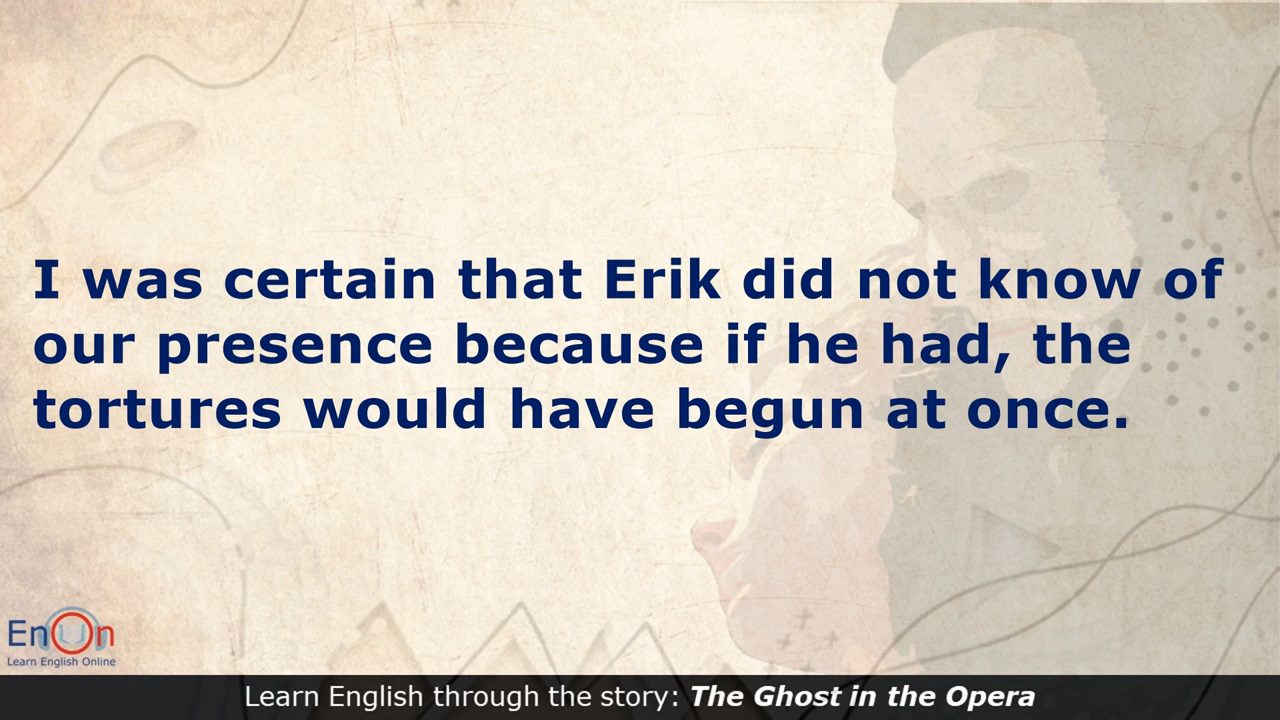 I was certain that Erik did not know of
our presence because if he had, the
tortures would have begun at once.
EnOn
Learn English Online
Learn English through the story: The Ghost in the Opera